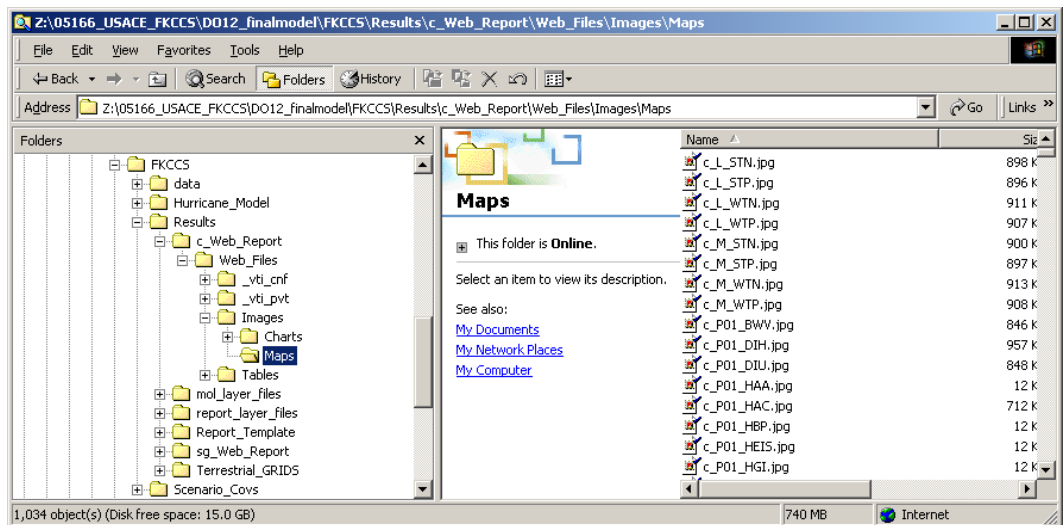 Z:\05166_USACE_FKCCS\DO12_finalmodel\FKCCS\Results\c_Web_Report\Web_Files\Images\Maps
File Edit View Favorites Tools Help
Back Search Folders History
Address Z:\05166_USACE_FKCCS\DO12_finalmodel\FKCCS\Results\c_Web_Report\Web_Files\Images\Maps Go Links »
Folders
FKCCS
data
Hurricane_Model
Results
c_Web_Report
Web_Files
_vti_cnf
_vti_pvt
Images
Charts
Maps
Tables
mol_layer_files
report_layer_files
Report_Template
sg_Web_Report
Terrestrial_GRIDS
Scenario_Covs
Maps
This folder is Online.
Select an item to view its description.
See also:
My Documents
My Network Places
My Computer
Name Siz
c_L_STN.jpg 898 K
c_L_STP.jpg 896 K
c_L_WTN.jpg 911 K
c_L_WTP.jpg 907 K
c_M_STN.jpg 900 K
c_M_STP.jpg 897 K
c_M_WTN.jpg 913 K
c_M_WTP.jpg 908 K
c_P01_BWV.jpg 846 K
c_P01_DIH.jpg 957 K
c_P01_DIU.jpg 848 K
c_P01_HAA.jpg 12 K
c_P01_HAC.jpg 712 K
c_P01_HBP.jpg 12 K
c_P01_HEIS.jpg 12 K
c_P01_HGI.jpg 12 K
1,034 object(s) (Disk free space: 15.0 GB) 740 MB Internet